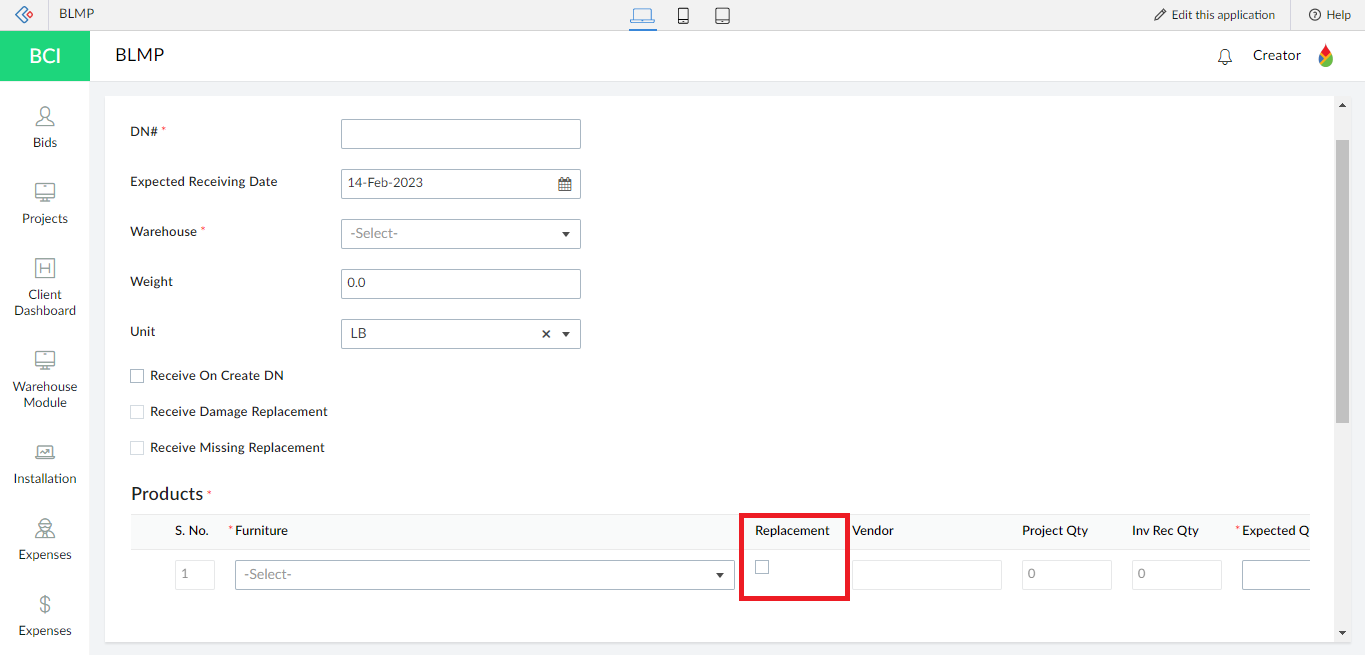 BLMP
Edit this application
Help
BCI
BLMP
Creator
Bids
Projects
Client
Dashboard
Warehouse
Module
Installation
Expenses
Expenses
DN# *
Expected Receiving Date
14-Feb-2023
Warehouse *
-Select-
Weight
0.0
Unit
LB
Receive On Create DN
Receive Damage Replacement
Receive Missing Replacement
Products *
S. No. * Furniture Replacement Vendor Project Qty Inv Rec Qty * Expected Q
1 -Select- 0 0